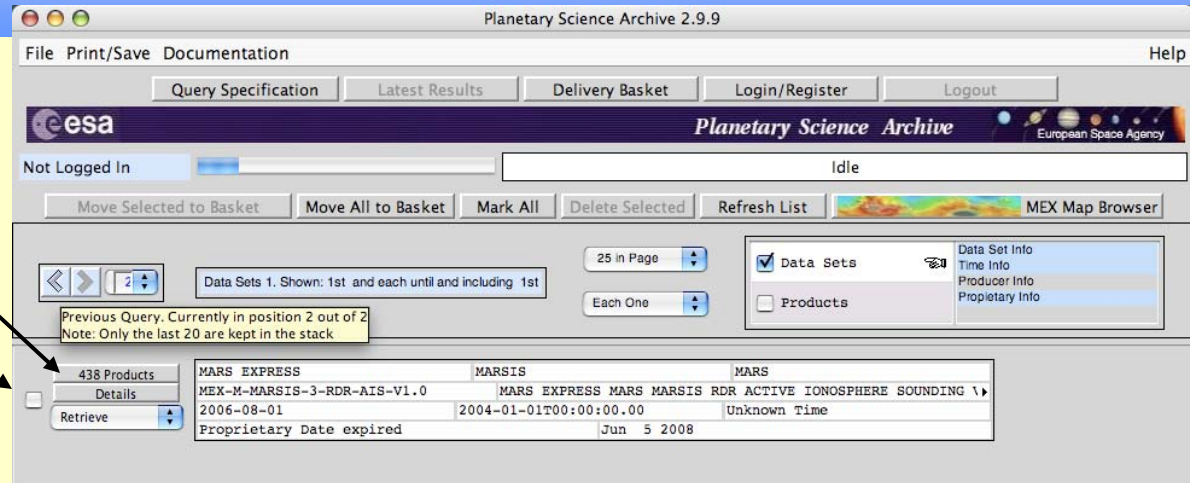 Planetary Science Archive 2.9.9
File Print/Save Documentation Help
Query Specification Latest Results Delivery Basket Login/Register Logout
esa Planetary Science Archive European Space Agency
Not Logged In Idle
Move Selected to Basket Move All to Basket Mark All Delete Selected Refresh List MEX Map Browser
2 Data Sets 1. Shown: 1st and each until and including 1st
25 in Page
Each One
Data Sets
Products
Data Set Info
Time Info
Producer Info
Propietary Info
Previous Query. Currently in position 2 out of 2
Note: Only the last 20 are kept in the stack
438 Products
Details
Retrieve
MARS EXPRESS MARSIS MARS
MEX-M-MARSIS-3-RDR-AIS-V1.0 MARS EXPRESS MARS MARSIS RDR ACTIVE IONOSPHERE SOUNDING
2006-08-01 2004-01-01T00:00:00.00 Unknown Time
Proprietary Date expired Jun 5 2008